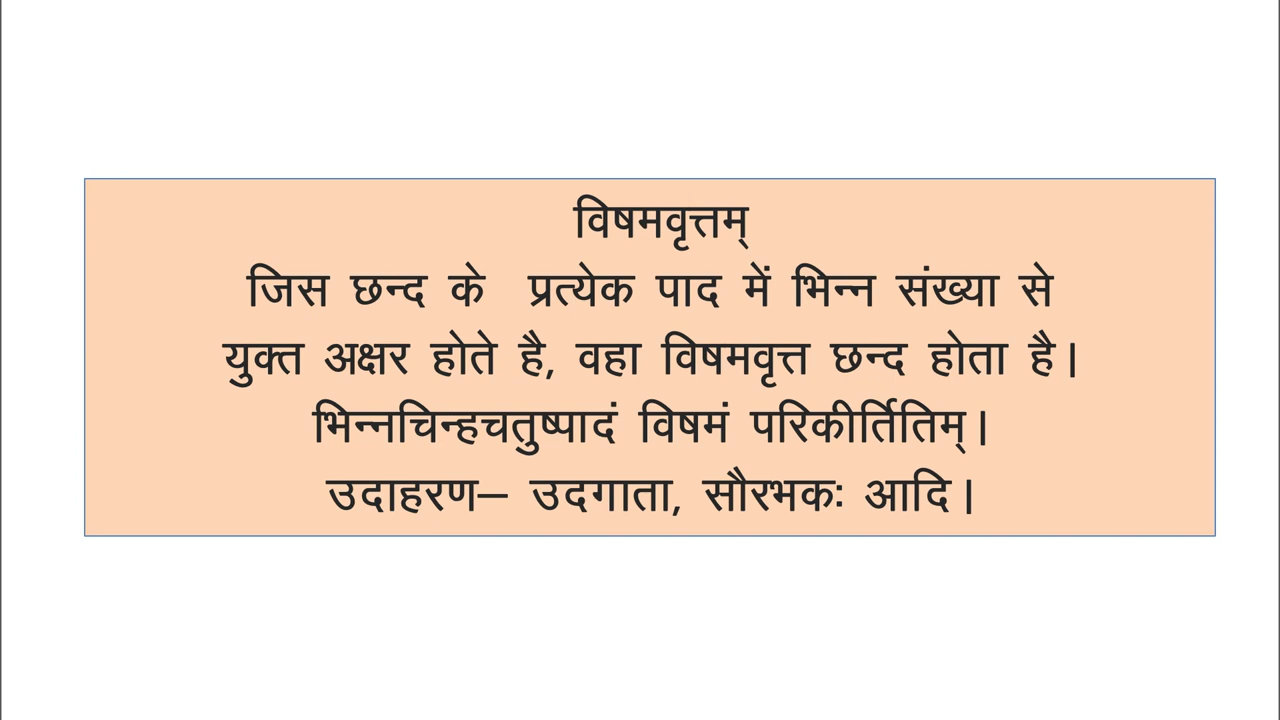 विषमवृत्तम्
जिस छन्द के प्रत्येक पाद में भिन्न संख्या से
युक्त अक्षर होते है, वहा विषमवृत्त छन्द होता है।
भिन्नचिन्हचतुष्पादं विषमं परिकीर्तितिम्।
उदाहरण– उदगाता, सौरभकः आदि।